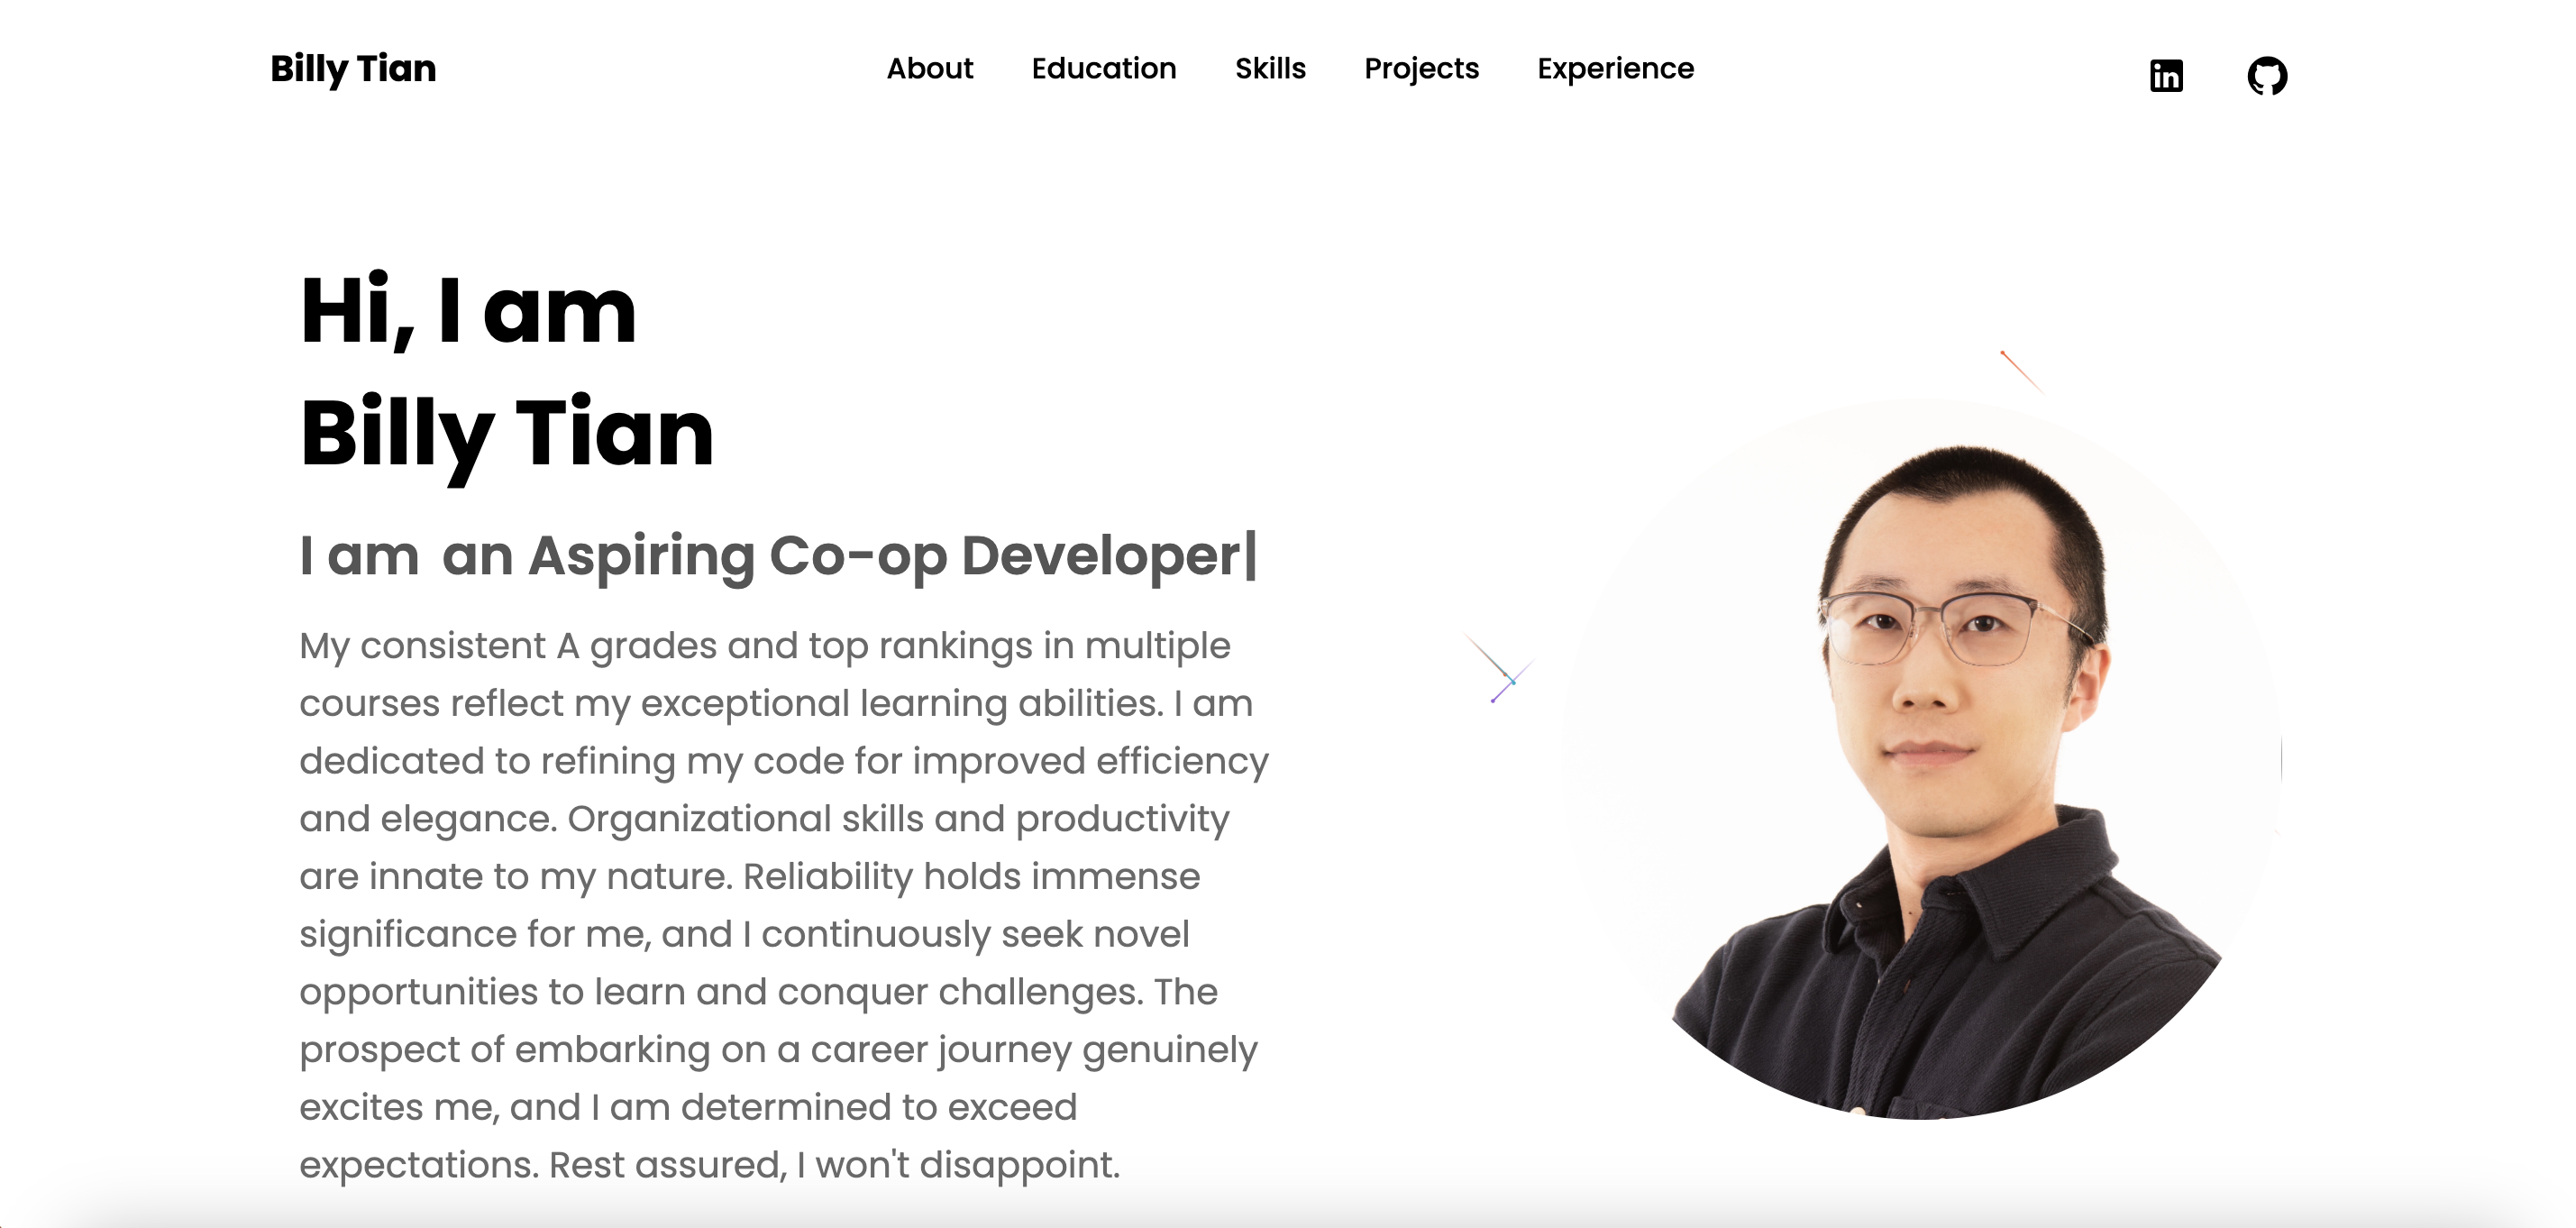 Billy Tian
About Education Skills Projects Experience
in
Hi, I am
Billy Tian
I am an Aspiring Co-op Developer|
My consistent A grades and top rankings in multiple
courses reflect my exceptional learning abilities. I am
dedicated to refining my code for improved efficiency
and elegance. Organizational skills and productivity
are innate to my nature. Reliability holds immense
significance for me, and I continuously seek novel
opportunities to learn and conquer challenges. The
prospect of embarking on a career journey genuinely
excites me, and I am determined to exceed
expectations. Rest assured, I won't disappoint.